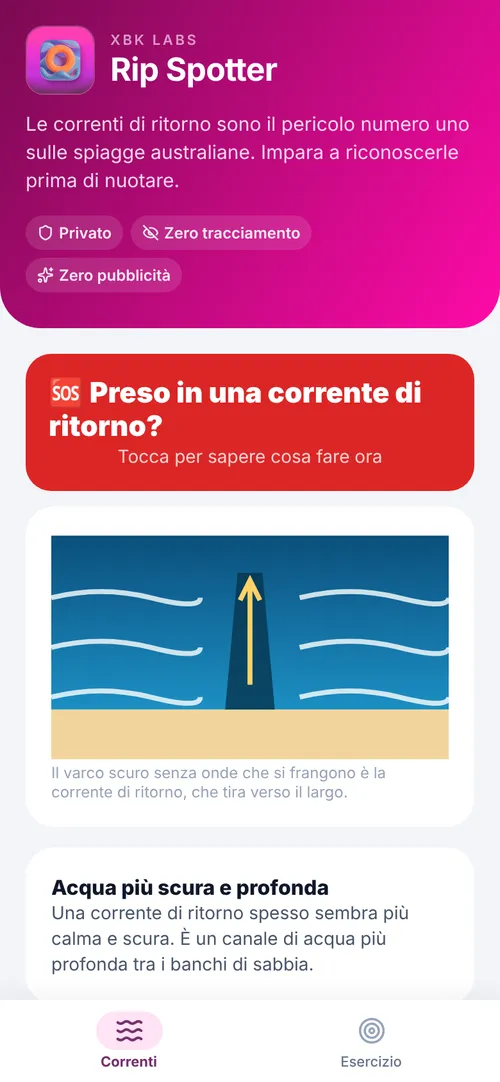 XBK LABS
Rip Spotter
Le correnti di ritorno sono il pericolo numero uno
sulle spiagge australiane. Impara a riconoscerle
prima di nuotare.
Privato
Zero tracciamento
Zero pubblicità
🆘 Preso in una corrente di
ritorno?
Tocca per sapere cosa fare ora
Il varco scuro senza onde che si frangono è la
corrente di ritorno, che tira verso il largo.
Acqua più scura e profonda
Una corrente di ritorno spesso sembra più
calma e scura. È un canale di acqua più
profonda tra i banchi di sabbia.
Correnti
Esercizio